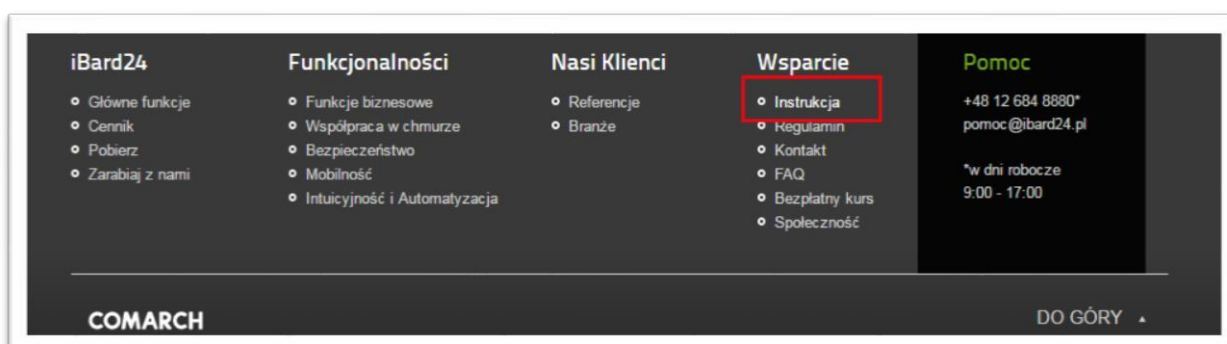 iBard24
Główne funkcje
Cennik
Pobierz
Zarabiaj z nami
Funkcjonalności
Funkcje biznesowe
Współpraca w chmurze
Bezpieczeństwo
Mobilność
Intuicyjność i Automatyzacja
Nasi Klienci
Referencje
Branże
Wsparcie
Instrukcja
Regulamin
Kontakt
FAQ
Bezpłatny kurs
Społeczność
Pomoc
+48 12 684 8880*
pomoc@ibard24.pl
*w dni robocze
9:00 - 17:00
COMARCH
DO GÓRY